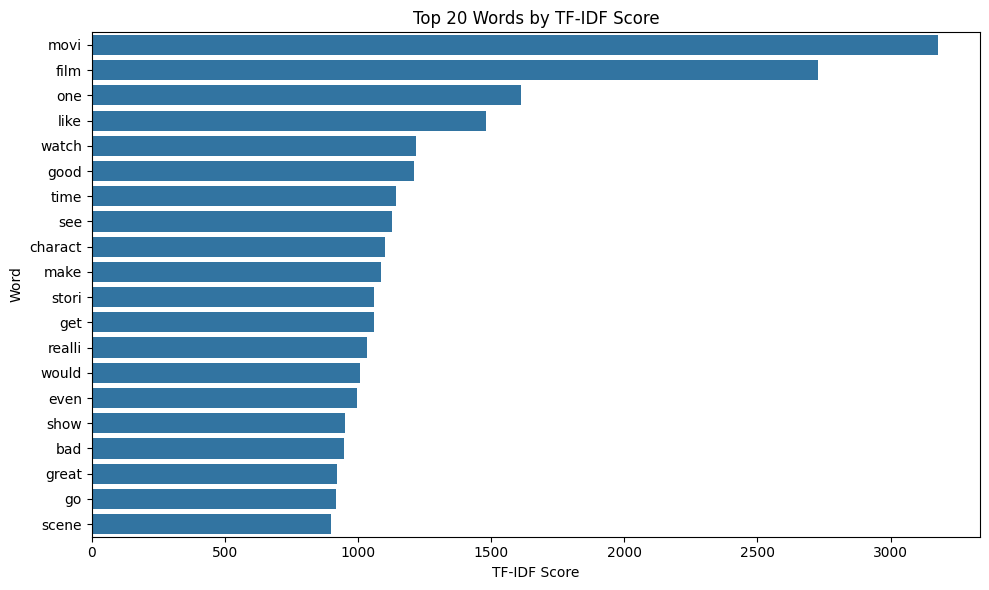 Top 20 Words by TF-IDF Score
movi
film
one
like
watch
good
time
see
charact
make
stori
get
realli
would
even
show
bad
great
go
scene
Word
0 500 1000 1500 2000 2500 3000
TF-IDF Score